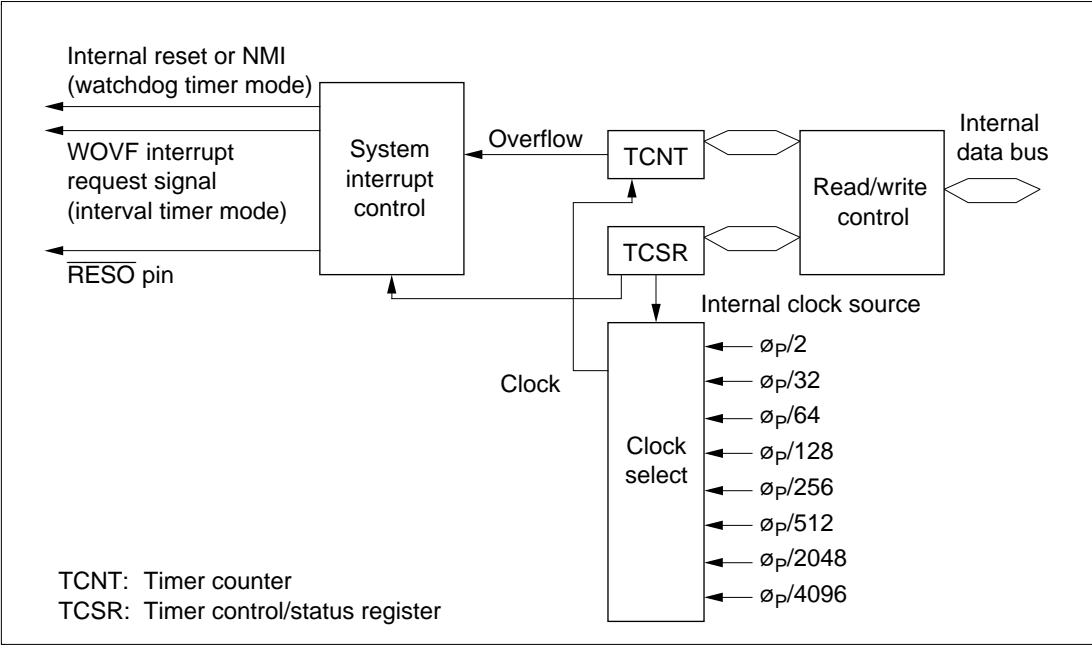 Internal reset or NMI
(watchdog timer mode)
WOVF interrupt
request signal
(interval timer mode)
RESO pin
System
interrupt
control
Overflow
TCNT
TCSR
Read/write
control
Internal
data bus
Internal clock source
Clock
Clock
select
øP/2
øP/32
øP/64
øP/128
øP/256
øP/512
øP/2048
øP/4096
TCNT: Timer counter
TCSR: Timer control/status register